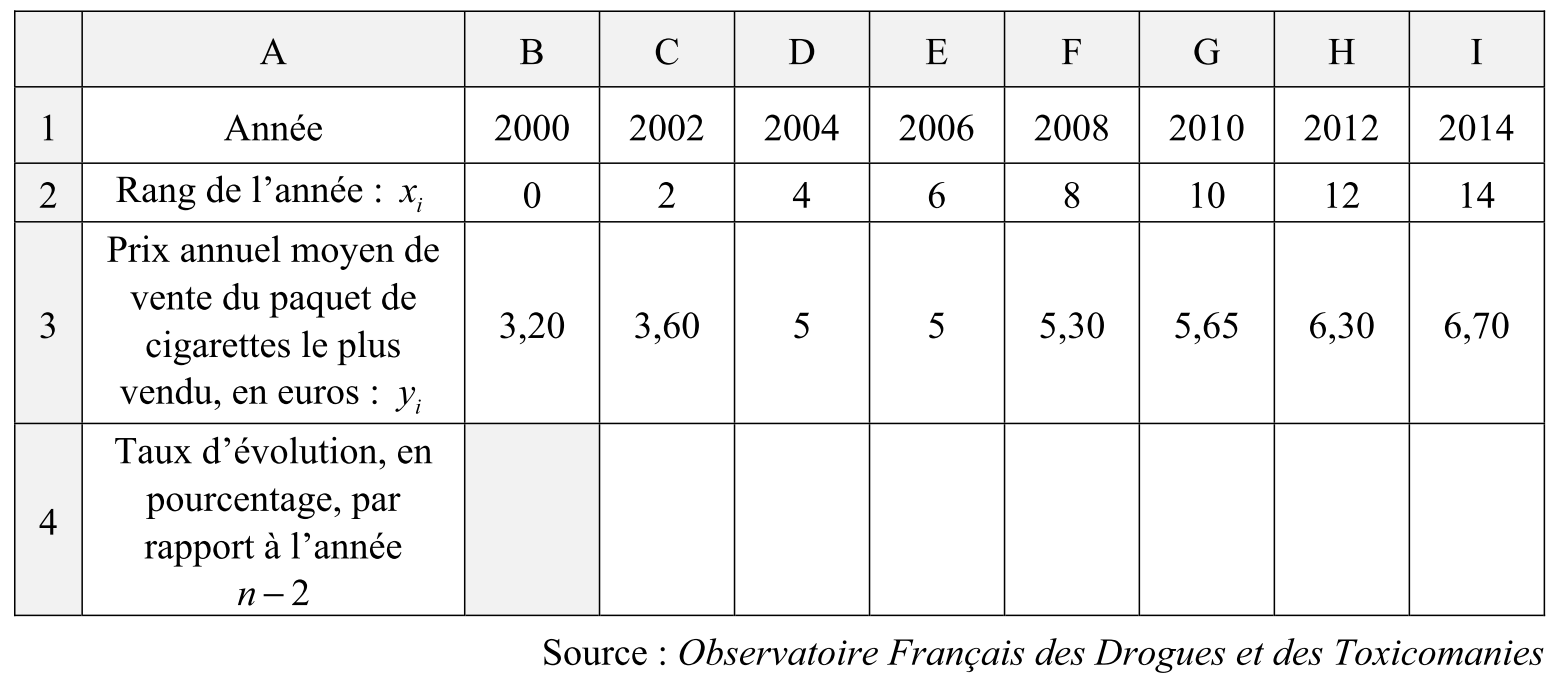 A B C D E F G H I
1 Année 2000 2002 2004 2006 2008 2010 2012 2014
2 Rang de l’année : xᵢ 0 2 4 6 8 10 12 14
3 Prix annuel moyen de vente du paquet de cigarettes le plus vendu, en euros : yᵢ 3,20 3,60 5 5 5,30 5,65 6,30 6,70
4 Taux d’évolution, en pourcentage, par rapport à l’année n – 2
Source : Observatoire Français des Drogues et des Toxicomanies